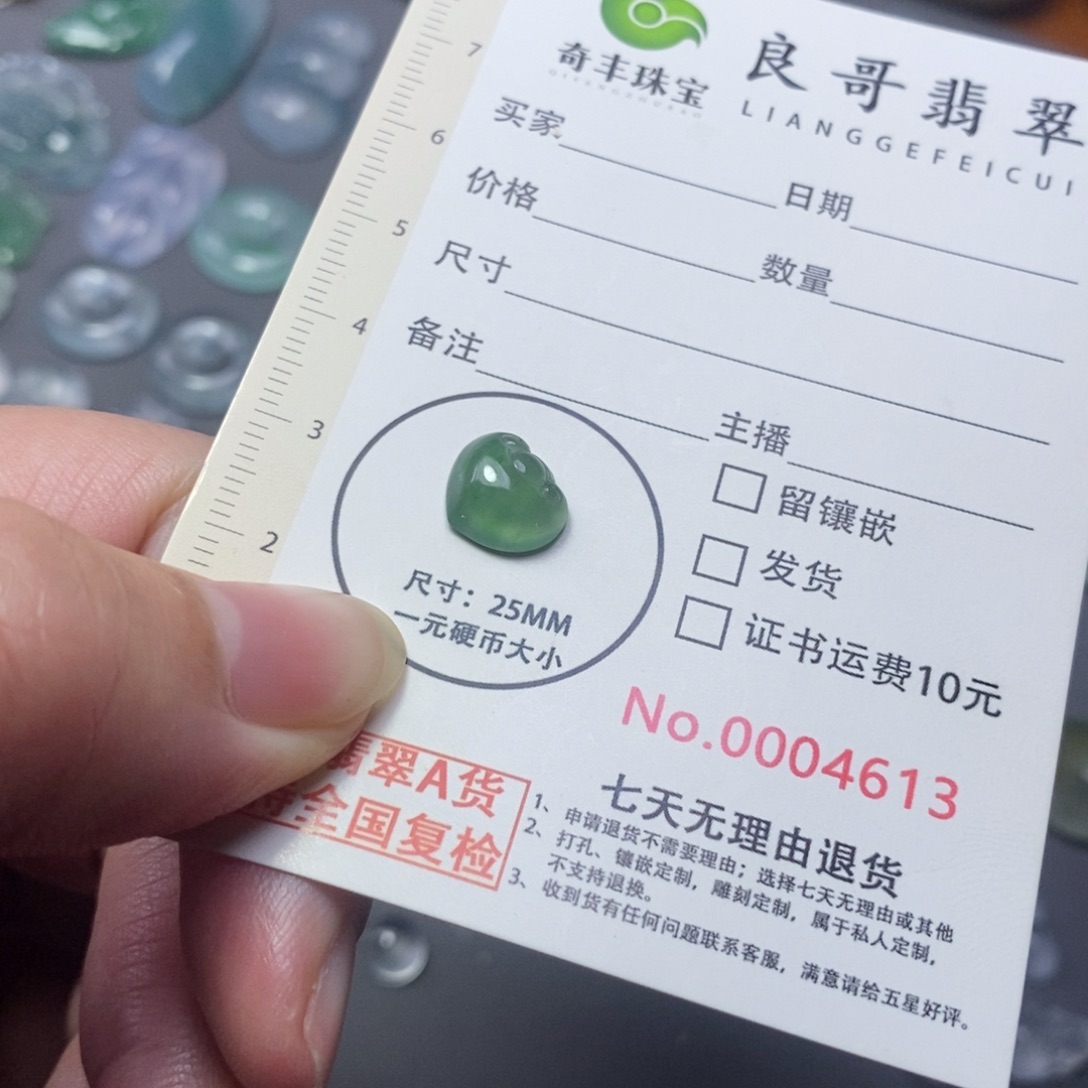 奇丰珠宝
良哥翡翠
LIANGGEFEICUI
买家
日期
价格
数量
尺寸
备注
主播
7
6
5
4
3
2
尺寸：25MM
一元硬币大小
留镶嵌
发货
证书运费10元
No.0004613
翡翠A货
全国复检
七天无理由退货
1、申请退货不需要理由；选择七天无理由或其他
2、打孔、镶嵌定制，雕刻定制，属于私人定制，
不支持退换。
3、收到货有任何问题联系客服，满意请给五星好评。